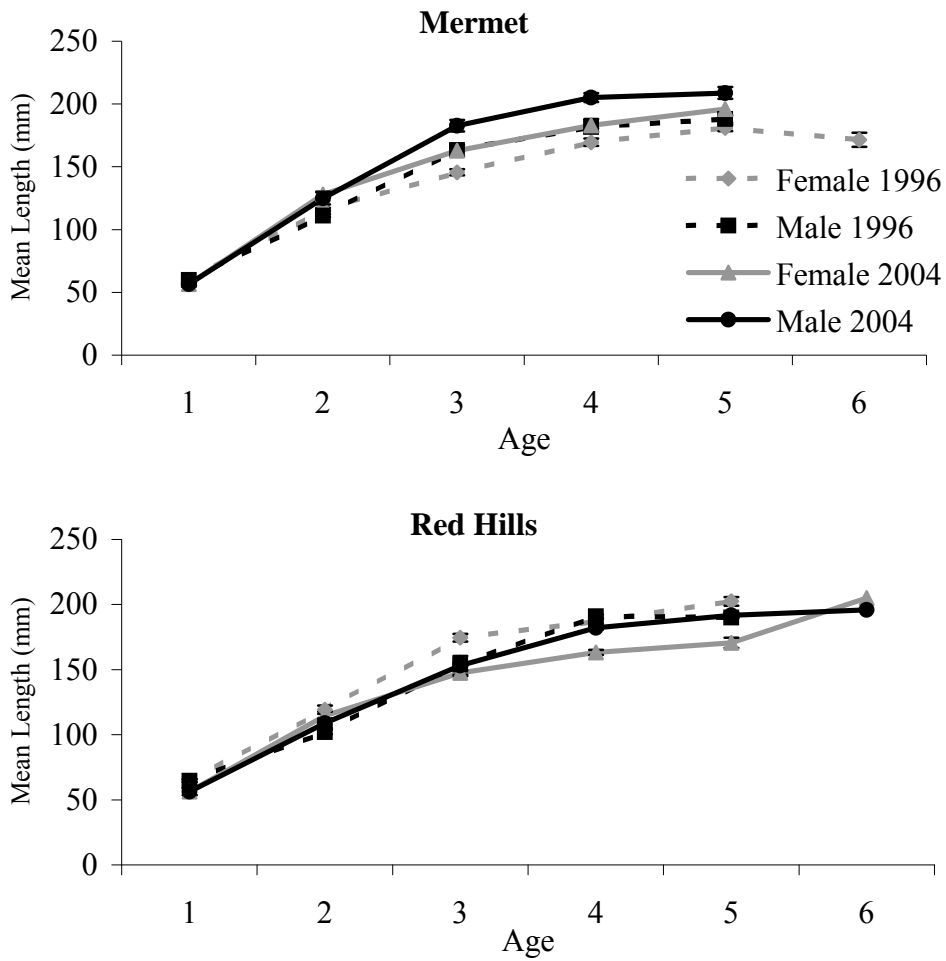 Mermet
250
200
150
100
50
0
Mean Length (mm)
Female 1996
Male 1996
Female 2004
Male 2004
1 2 3 4 5 6
Age
Red Hills
250
200
150
100
50
0
Mean Length (mm)
1 2 3 4 5 6
Age